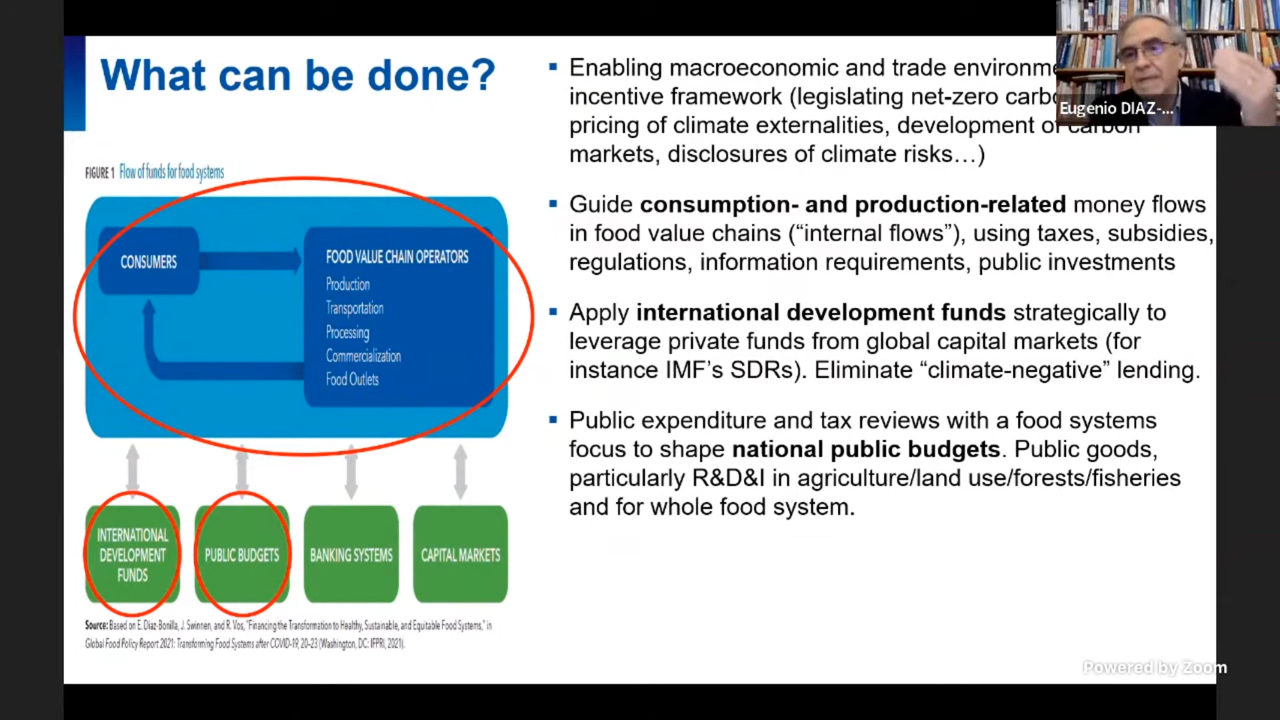 What can be done?
FIGURE 1 Flow of funds for food systems
CONSUMERS
FOOD VALUE CHAIN OPERATORS
Production
Transportation
Processing
Commercialization
Food Outlets
INTERNATIONAL
DEVELOPMENT
FUNDS
PUBLIC BUDGETS
BANKING SYSTEMS
CAPITAL MARKETS
Source: Based on E. Diaz-Bonilla, J. Swinnen, and R. Vos, "Financing the Transformation to Healthy, Sustainable, and Equitable Food Systems," in
Global Food Policy Report 2021: Transforming Food Systems after COVID-19, 20-23 (Washington, DC: IFPRI, 2021).
▪ Enabling macroeconomic and trade
incentive framework (legislating net-zero
pricing of climate externalities, development of carbon
markets, disclosures of climate risks…)
▪ Guide consumption- and production-related money flows
in food value chains (“internal flows”), using taxes, subsidies,
regulations, information requirements, public investments
▪ Apply international development funds strategically to
leverage private funds from global capital markets (for
instance IMF’s SDRs). Eliminate “climate-negative” lending.
▪ Public expenditure and tax reviews with a food systems
focus to shape national public budgets. Public goods,
particularly R&D&I in agriculture/land use/forests/fisheries
and for whole food system.
Eugenio DIAZ-...
Powered by Zoom